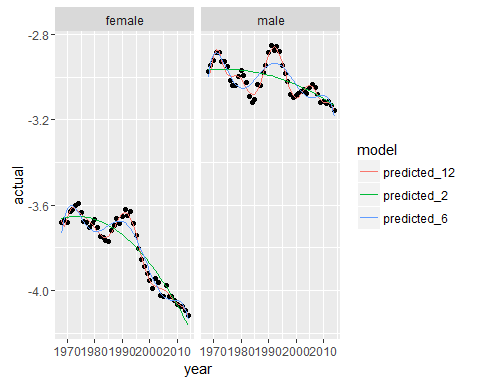 female
male
-2.8
-3.2
-3.6
-4.0
actual
1970 1980 1990 2000 2010
1970 1980 1990 2000 2010
year
model
predicted_12
predicted_2
predicted_6